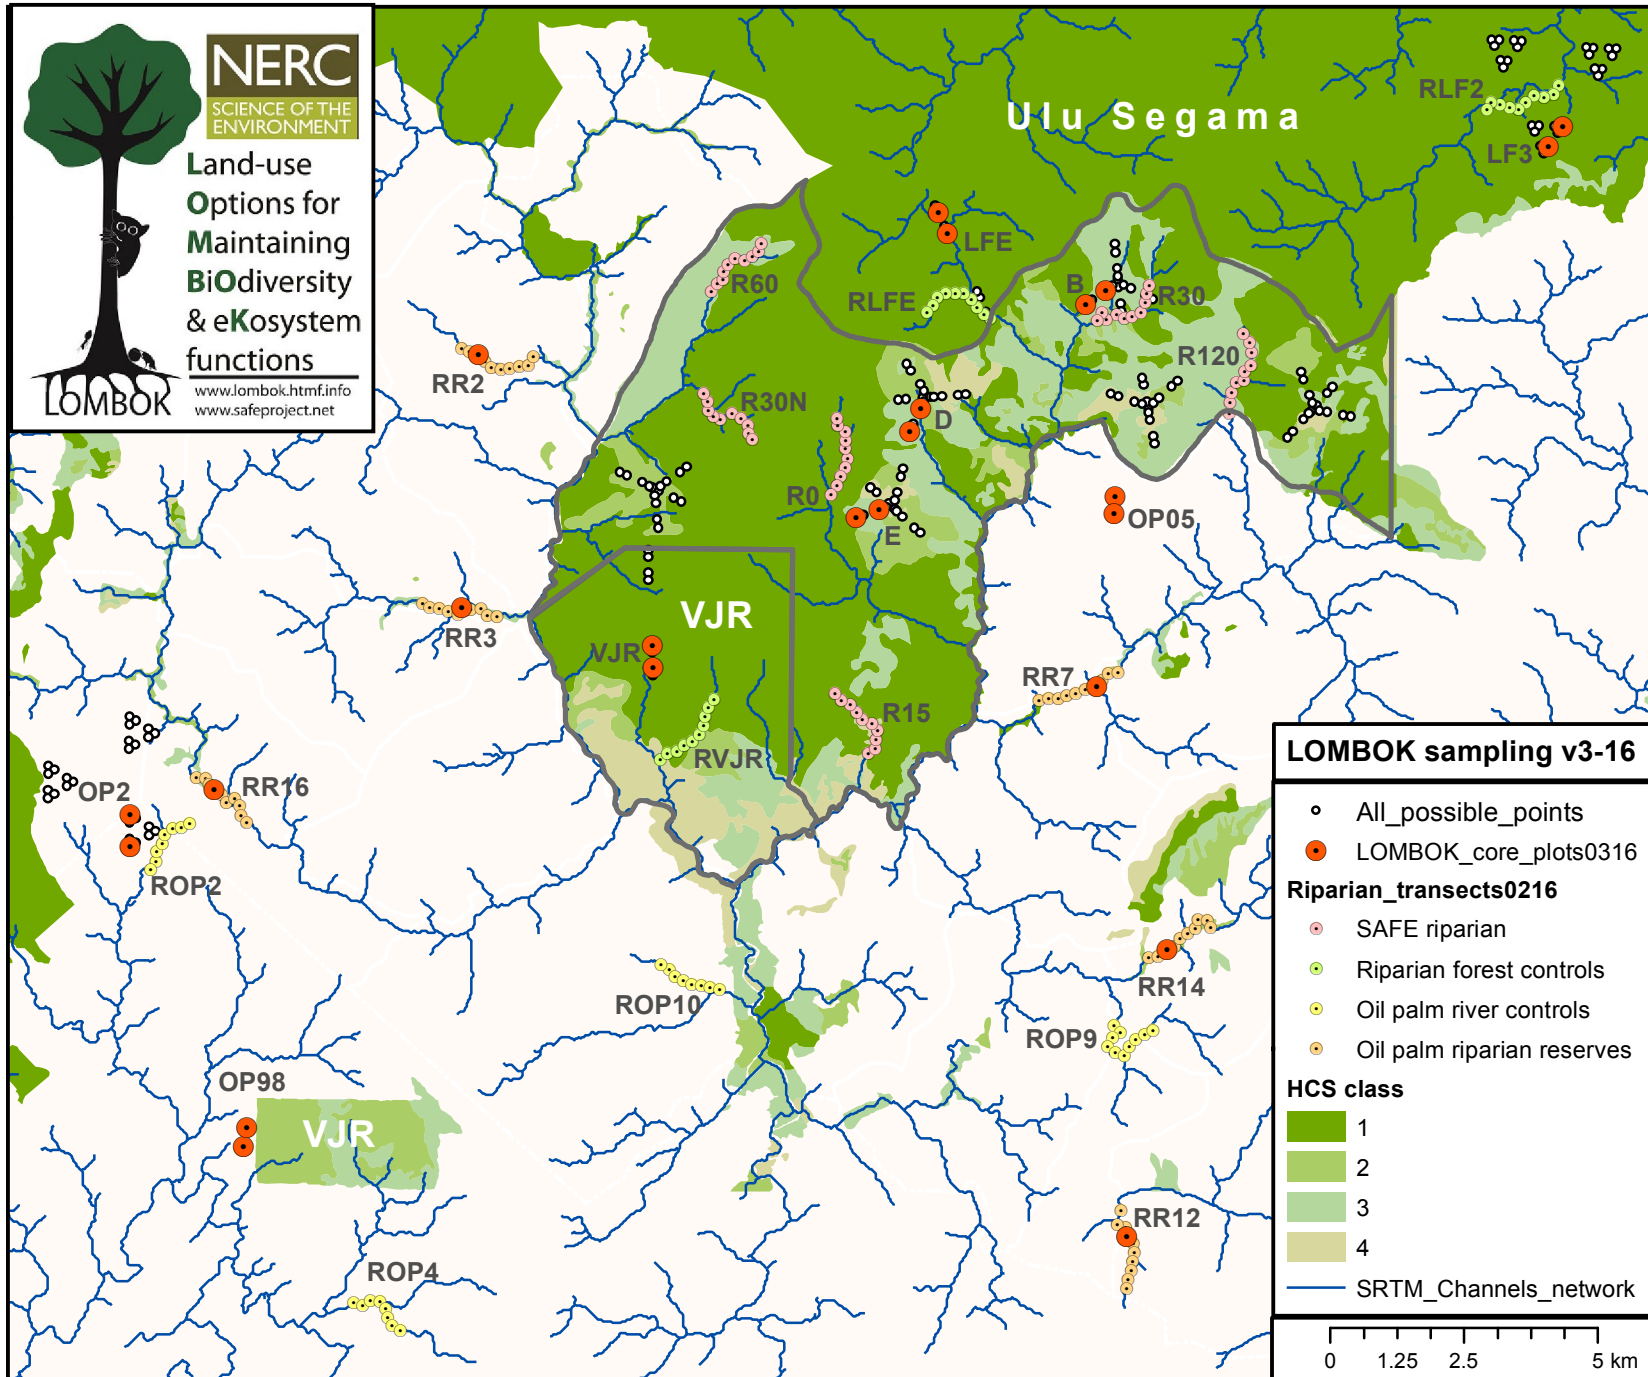 NERC
SCIENCE OF THE
ENVIRONMENT
Land-use
Options for
Maintaining
BiOdiversity
& eKosystem
functions
www.lombok.htmf.info
www.safeproject.net
LOMBOK
Ulu Segama
RLF2
LF3
LFE
RLFE
R60
B
R30
R120
RR2
R30N
D
R0
E
OP05
VJR
VJR
RR3
RR7
R15
RVJR
OP2
RR16
ROP2
ROP10
RR14
ROP9
OP98
VJR
RR12
ROP4
LOMBOK sampling v3-16
All_possible_points
LOMBOK_core_plots0316
Riparian_transects0216
SAFE riparian
Riparian forest controls
Oil palm river controls
Oil palm riparian reserves
HCS class
1
2
3
4
SRTM_Channels_network
0 1.25 2.5 5 km